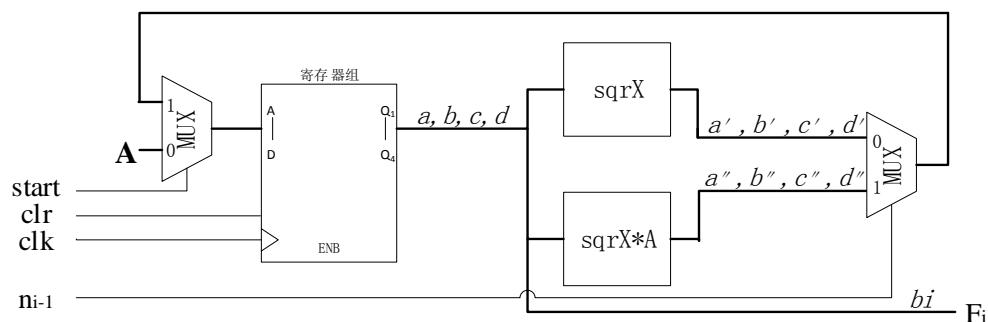 寄存器组
A
D
Q₁
Q₄
ENB
1
0
MUX
A
start
clr
clk
nᵢ₋₁
a, b, c, d
sqrX
sqrX*A
a′, b′, c′, d′
a″, b″, c″, d″
0
1
MUX
bi
Fᵢ